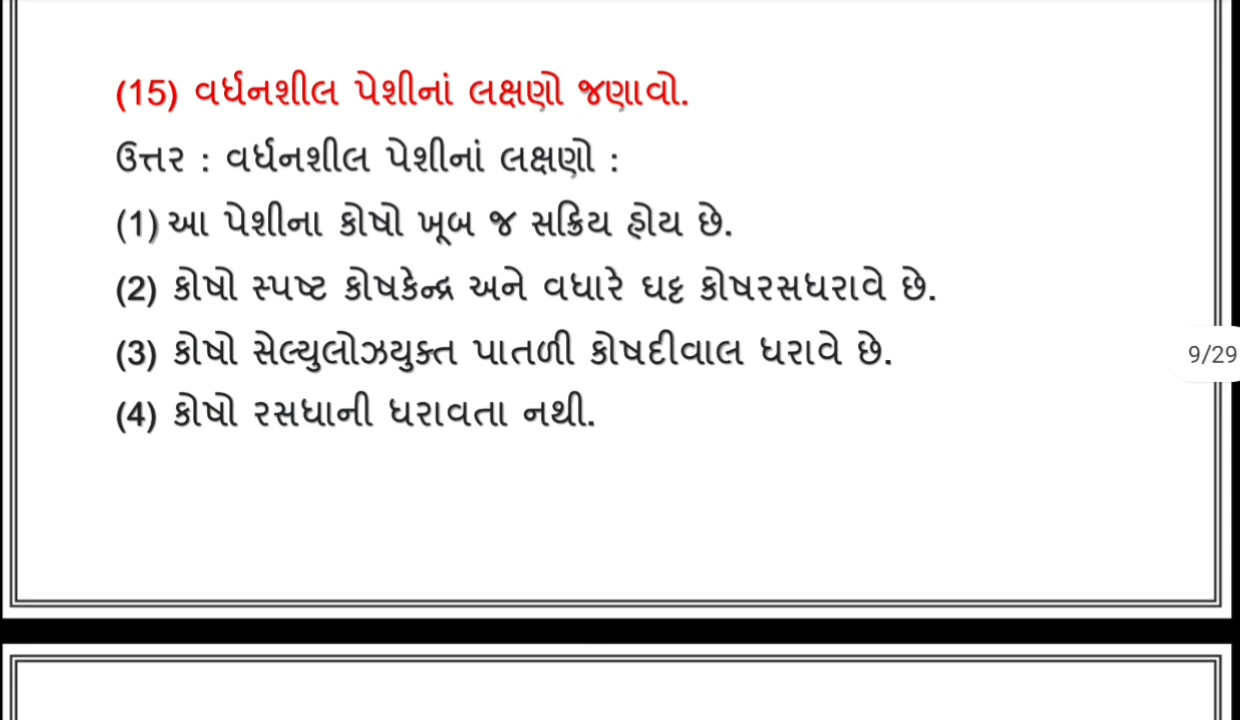 (15) વર્ધનશીલ પેશીનાં લક્ષણો જણાવો.
ઉત્તર : વર્ધનશીલ પેશીનાં લક્ષણો :
(1) આ પેશીના કોષો ખૂબ જ સક્રિય હોય છે.
(2) કોષો સ્પષ્ટ કોષકેન્દ્ર અને વધારે ઘટ્ટ કોષરસધરાવે છે.
(3) કોષો સેલ્યુલોઝયુક્ત પાતળી કોષદીવાલ ધરાવે છે.
9/29
(4) કોષો રસધાની ધરાવતા નથી.